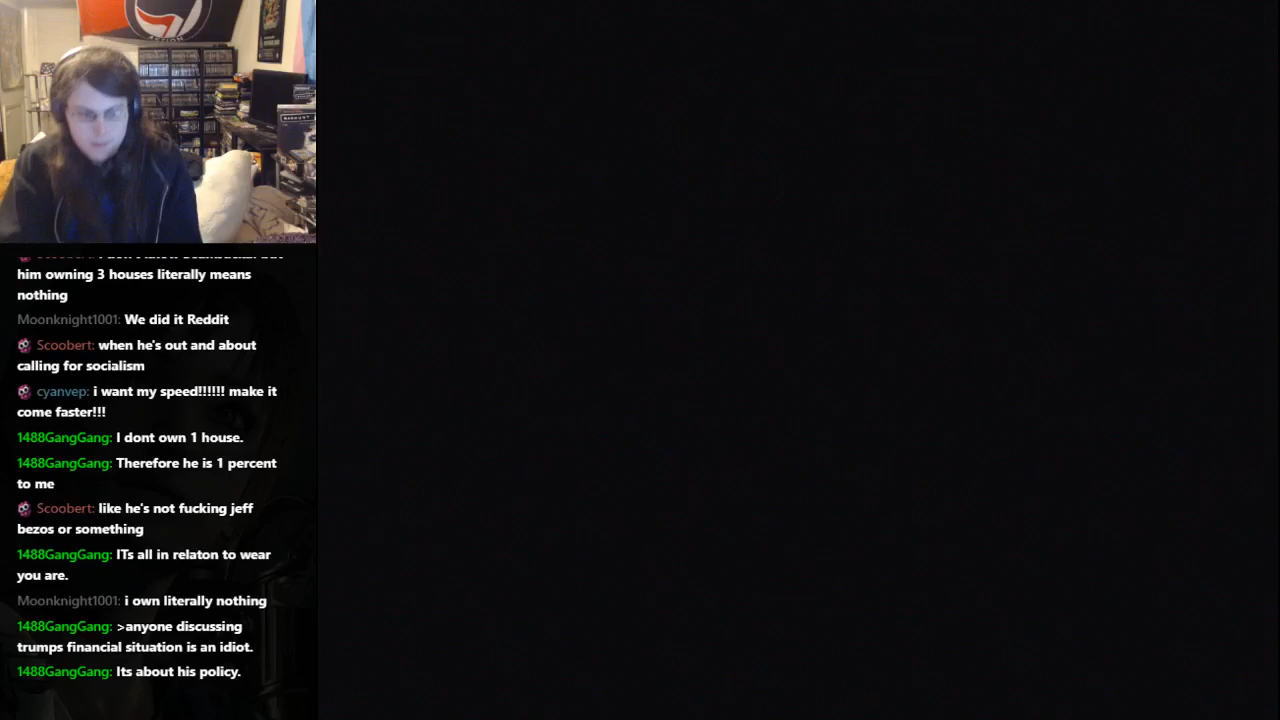 ACTION
MANHUNT
him owning 3 houses literally means
nothing
Moonknight1001: We did it Reddit
Scoobert: when he's out and about
calling for socialism
cyanvep: i want my speed!!!!!! make it
come faster!!!
1488GangGang: I dont own 1 house.
1488GangGang: Therefore he is 1 percent
to me
Scoobert: like he's not fucking jeff
bezos or something
1488GangGang: ITs all in relaton to wear
you are.
Moonknight1001: i own literally nothing
1488GangGang: >anyone discussing
trumps financial situation is an idiot.
1488GangGang: Its about his policy.